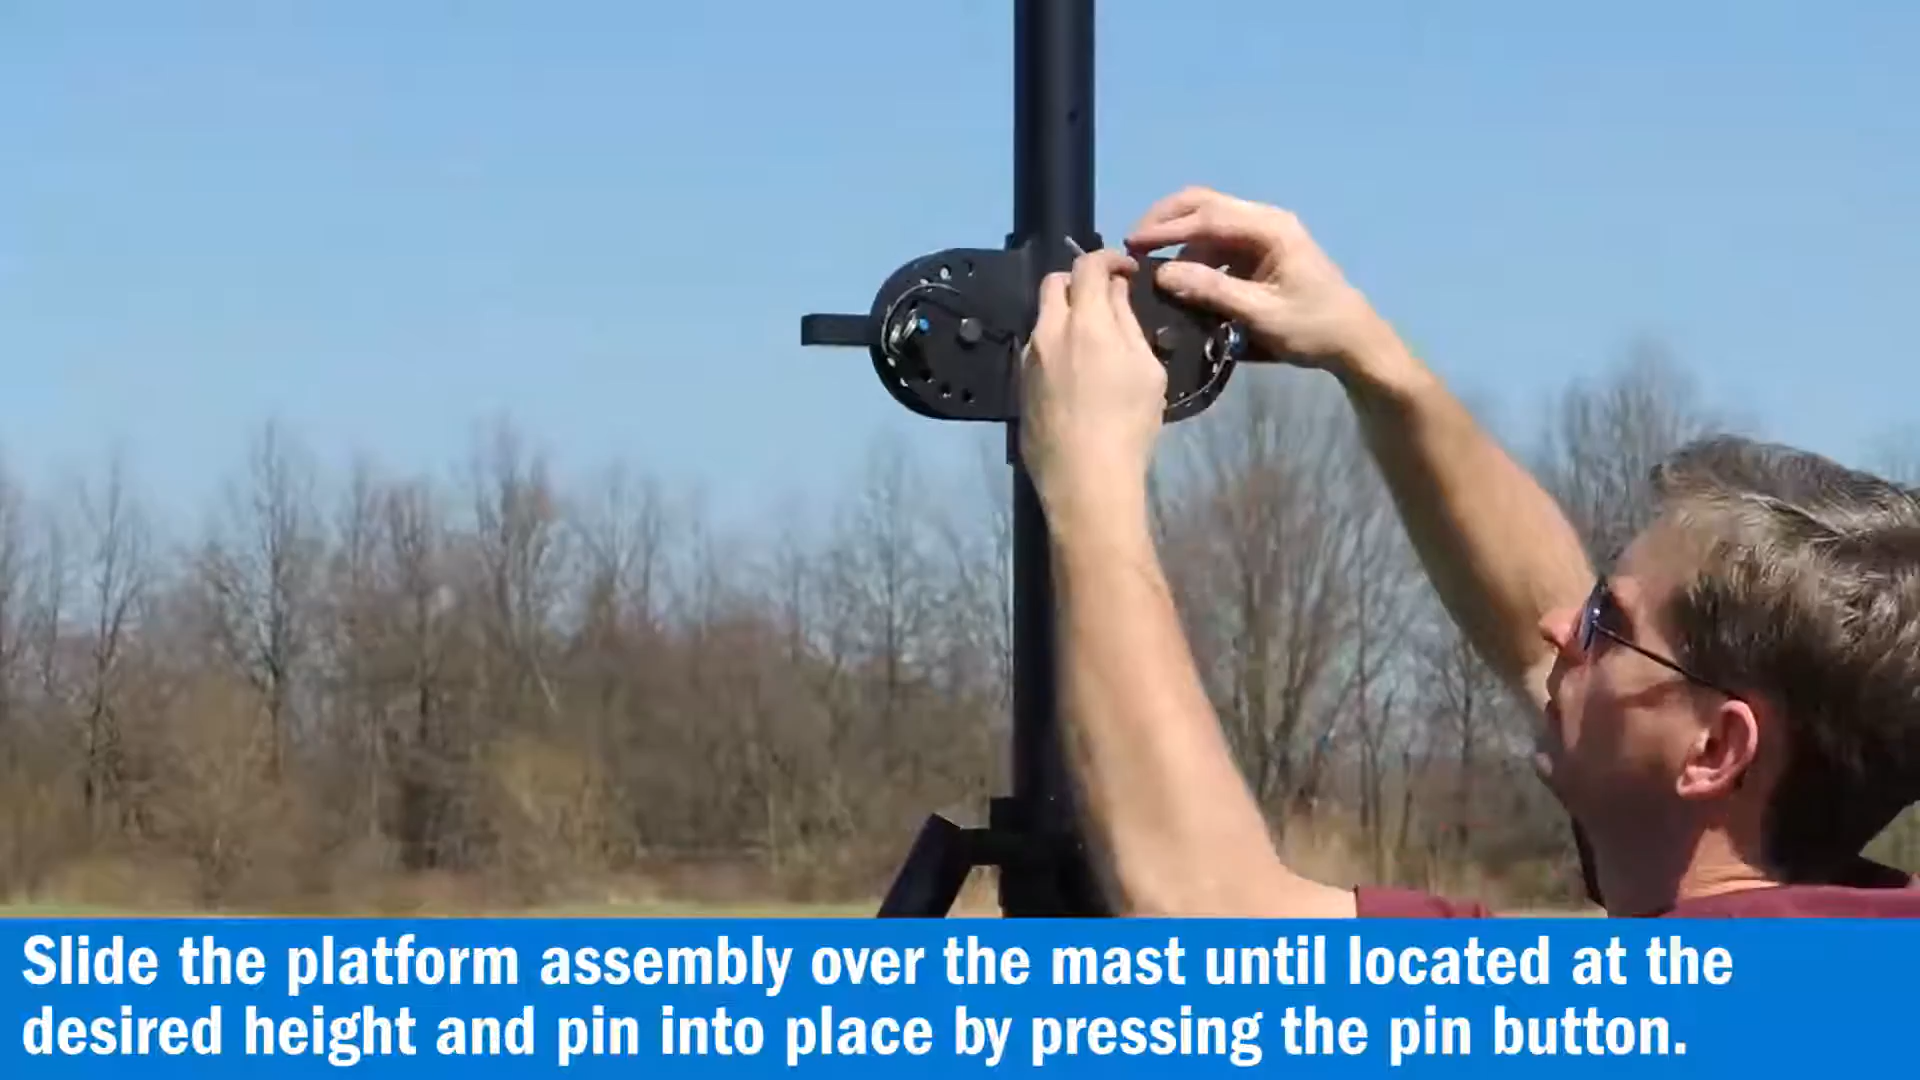 Slide the platform assembly over the mast until located at the
desired height and pin into place by pressing the pin button.